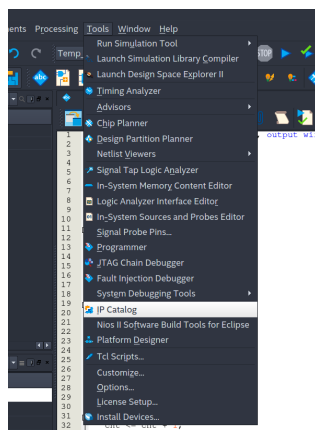 ents Processing Tools Window Help
Run Simulation Tool
Launch Simulation Library Compiler
Launch Design Space Explorer II
Timing Analyzer
Advisors
Chip Planner
Design Partition Planner
Netlist Viewers
Signal Tap Logic Analyzer
In-System Memory Content Editor
Logic Analyzer Interface Editor
In-System Sources and Probes Editor
Signal Probe Pins...
Programmer
JTAG Chain Debugger
Fault Injection Debugger
System Debugging Tools
IP Catalog
Nios II Software Build Tools for Eclipse
Platform Designer
Tcl Scripts...
Customize...
Options...
License Setup...
Install Devices...
Temp_
STOP
abc
, output wi
1
2
3
4
5
6
7
8
9
10
11
12
13
14
15
16
17
18
19
20
21
22
23
24
25
26
27
28
29
30
31
32